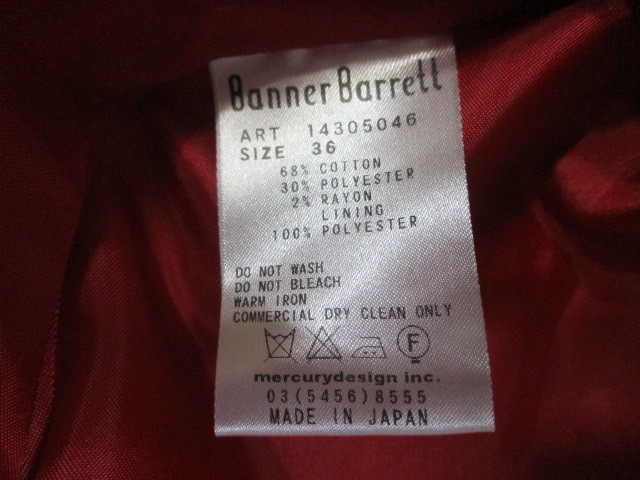 Banner Barrett
ART 14305046
SIZE 36
68% COTTON
30% POLYESTER
2% RAYON
LINING
100% POLYESTER
DO NOT WASH
DO NOT BLEACH
WARM IRON
COMMERCIAL DRY CLEAN ONLY
F
mercurydesign inc.
03(5456)8555
MADE IN JAPAN